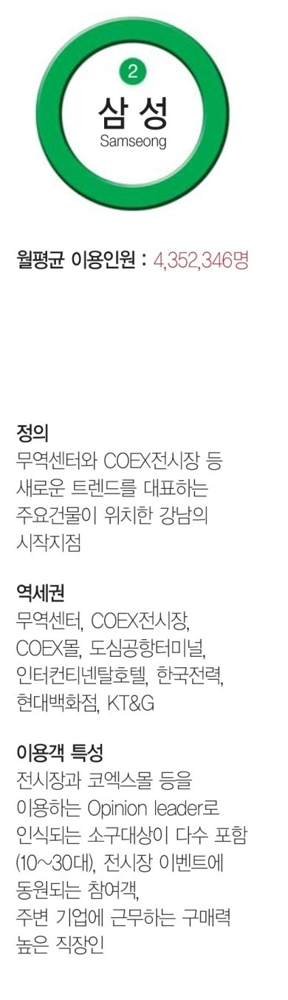 2
삼 성
Samseong
월평균 이용인원 : 4,352,346명
정의
무역센터와 COEX전시장 등
새로운 트렌드를 대표하는
주요건물이 위치한 강남의
시작지점
역세권
무역센터, COEX전시장,
COEX몰, 도심공항터미널,
인터컨티넨탈호텔, 한국전력,
현대백화점, KT&G
이용객 특성
전시장과 코엑스몰 등을
이용하는 Opinion leader로
인식되는 소구대상이 다수 포함
(10~30대), 전시장 이벤트에
동원되는 참여객,
주변 기업에 근무하는 구매력
높은 직장인